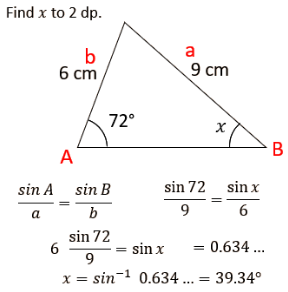 Find x to 2 dp.
b
a
6 cm
9 cm
72°
x
A
B
sin A / a = sin B / b
sin 72 / 9 = sin x / 6
6 sin 72 / 9 = sin x = 0.634 ...
x = sin⁻¹ 0.634 ... = 39.34°